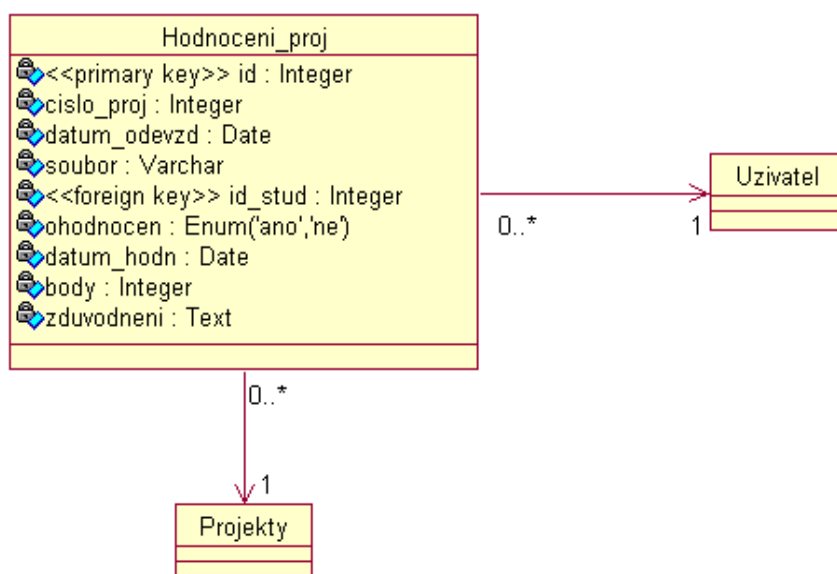 Hodnoceni_proj
<<primary key>> id : Integer
cislo_proj : Integer
datum_odevzd : Date
soubor : Varchar
<<foreign key>> id_stud : Integer
ohodnocen : Enum('ano','ne')
datum_hodn : Date
body : Integer
zduvodneni : Text
Uzivatel
0..*
1
0..*
1
Projekty